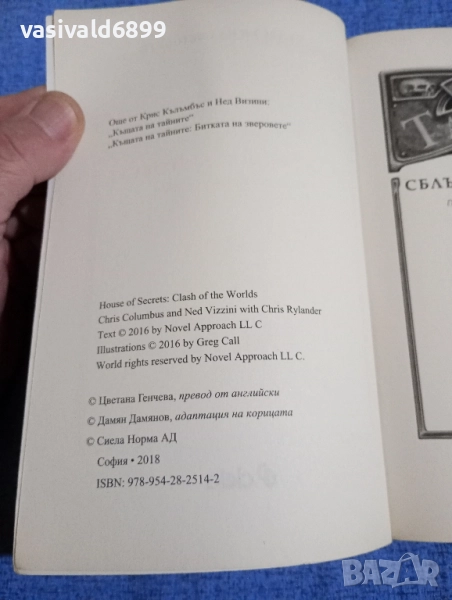 vasivald6899
Още от Крис Кълъмбъс и Нед Визини:
„Къщата на тайните“
„Къщата на тайните: Битката на зверовете“
СБЛЪ
House of Secrets: Clash of the Worlds
Chris Columbus and Ned Vizzini with Chris Rylander
Text © 2016 by Novel Approach LL C
Illustrations © 2016 by Greg Call
World rights reserved by Novel Approach LL C.
© Цветана Генчева, превод от английски
© Дамян Дамянов, адаптация на корицата
© Сиела Норма АД
София • 2018
ISBN: 978-954-28-2514-2
BAZAR